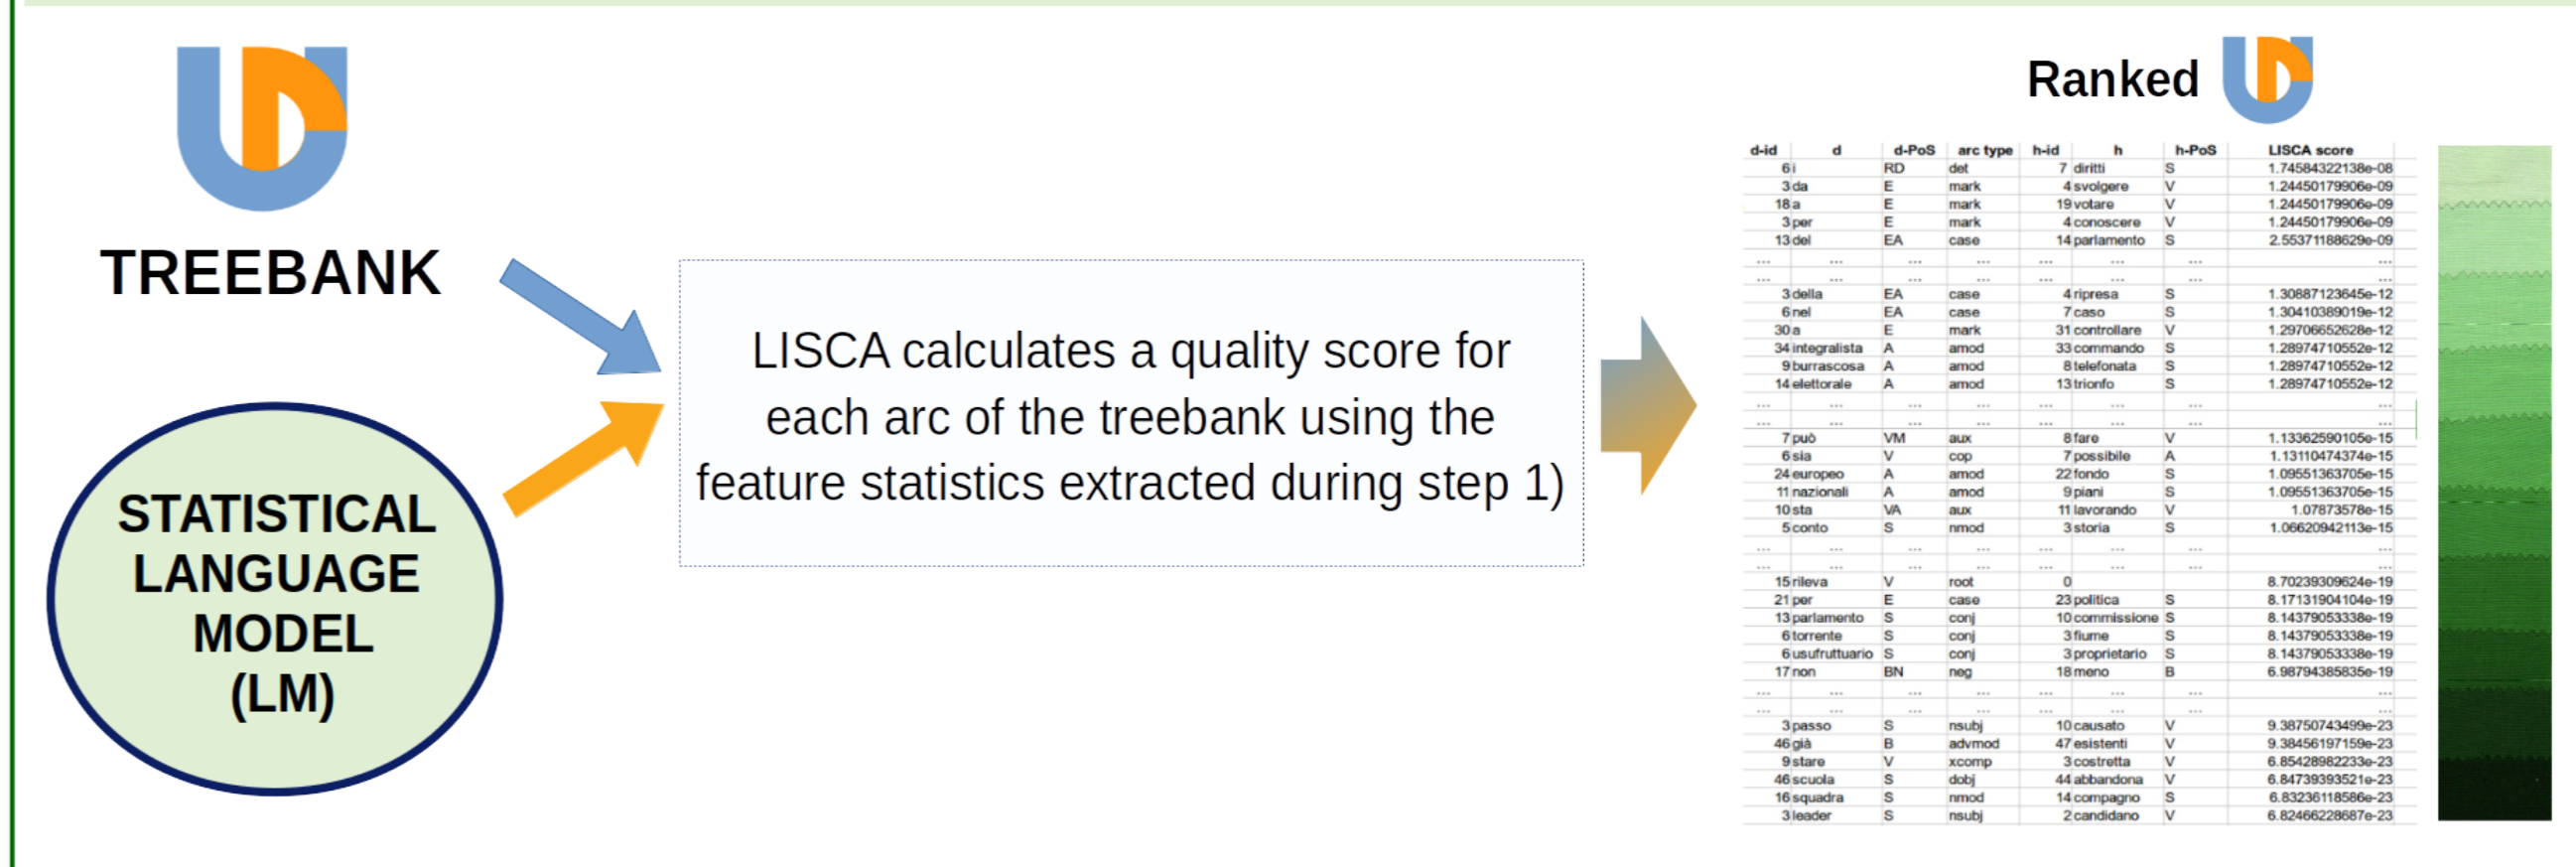 TREEBANK
STATISTICAL
LANGUAGE
MODEL
(LM)
LISCA calculates a quality score for
each arc of the treebank using the
feature statistics extracted during step 1)
Ranked
d-id d d-PoS arc type h-id h h-PoS LISCA score
6 i RD det 7 diritti S 1.74584322138e-08
3 da E mark 4 svolgere V 1.24450179906e-09
18 a E mark 19 votare V 1.24450179906e-09
3 per E mark 4 conoscere V 1.24450179906e-09
13 del EA case 14 parlamento S 2.55371188629e-09
... ... ... ... ... ... ... ...
... ... ... ... ... ... ... ...
3 della EA case 4 ripresa S 1.30887123645e-12
6 nel EA case 7 caso S 1.30410389019e-12
30 a E mark 31 controllare V 1.29706652628e-12
34 integralista A amod 33 commando S 1.28974710552e-12
9 burrascosa A amod 8 telefonata S 1.28974710552e-12
14 elettorale A amod 13 trionfo S 1.28974710552e-12
... ... ... ... ... ... ... ...
... ... ... ... ... ... ... ...
7 può VM aux 8 fare V 1.13362590105e-15
6 sia V cop 7 possibile A 1.13110474374e-15
24 europeo A amod 22 fondo S 1.09551363705e-15
11 nazionali A amod 9 piani S 1.09551363705e-15
10 sta VA aux 11 lavorando V 1.07873578e-15
5 conto S nmod 3 storia S 1.06620942113e-15
... ... ... ... ... ... ... ...
... ... ... ... ... ... ... ...
15 rileva V root 0 8.70239309624e-19
21 per E case 23 politica S 8.17131904104e-19
13 parlamento S conj 10 commissione S 8.14379053338e-19
6 torrente S conj 3 fiume S 8.14379053338e-19
6 usufruttuario S conj 3 proprietario S 8.14379053338e-19
17 non BN neg 18 meno B 6.98794385835e-19
... ... ... ... ... ... ... ...
... ... ... ... ... ... ... ...
3 passo S nsubj 10 causato V 9.38750743499e-23
46 già B advmod 47 esistenti V 9.38456197159e-23
9 stare V xcomp 3 costretta V 6.85428982233e-23
46 scuola S dobj 44 abbandona V 6.84739393521e-23
16 squadra S nmod 14 compagno S 6.83236118586e-23
3 leader S nsubj 2 candidano V 6.82466228687e-23